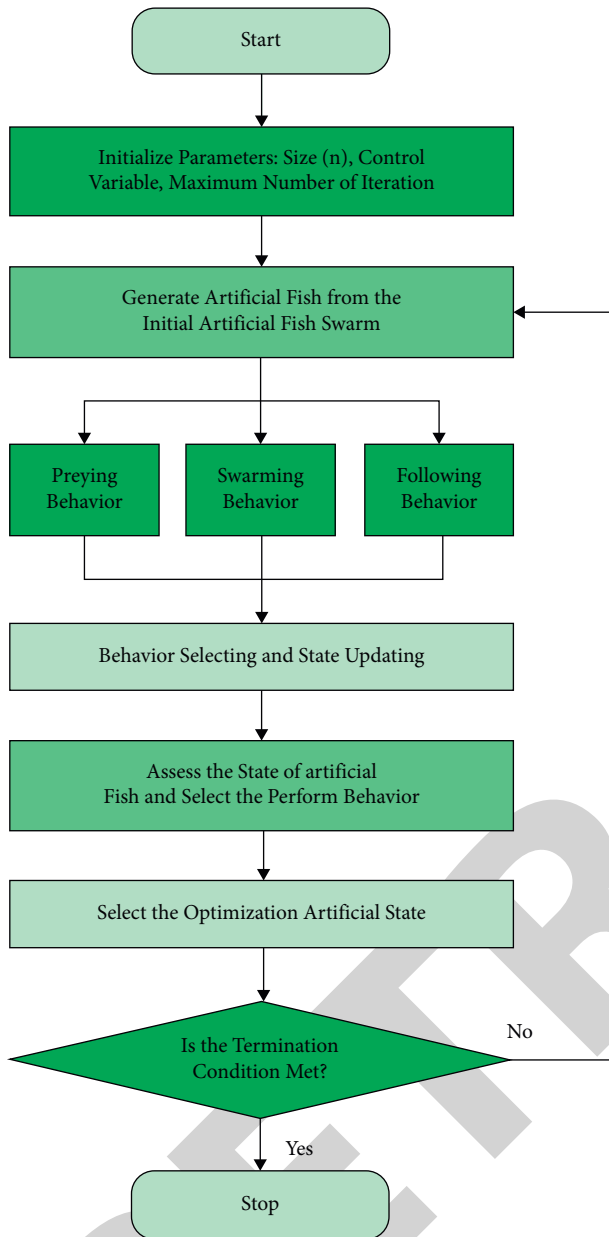 Start
Initialize Parameters: Size (n), Control
Variable, Maximum Number of Iteration
Generate Artificial Fish from the
Initial Artificial Fish Swarm
Preying
Behavior
Swarming
Behavior
Following
Behavior
Behavior Selecting and State Updating
Assess the State of artificial
Fish and Select the Perform Behavior
Select the Optimization Artificial State
Is the Termination
Condition Met?
No
Yes
Stop